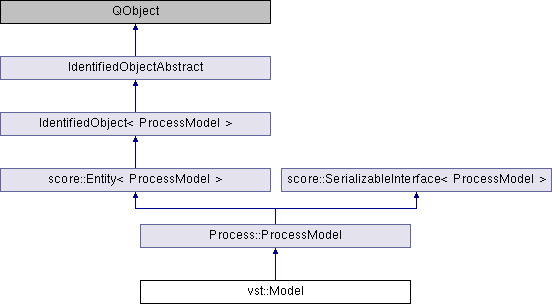 QObject
IdentifiedObjectAbstract
IdentifiedObject< ProcessModel >
score::Entity< ProcessModel >
score::SerializableInterface< ProcessModel >
Process::ProcessModel
vst::Model